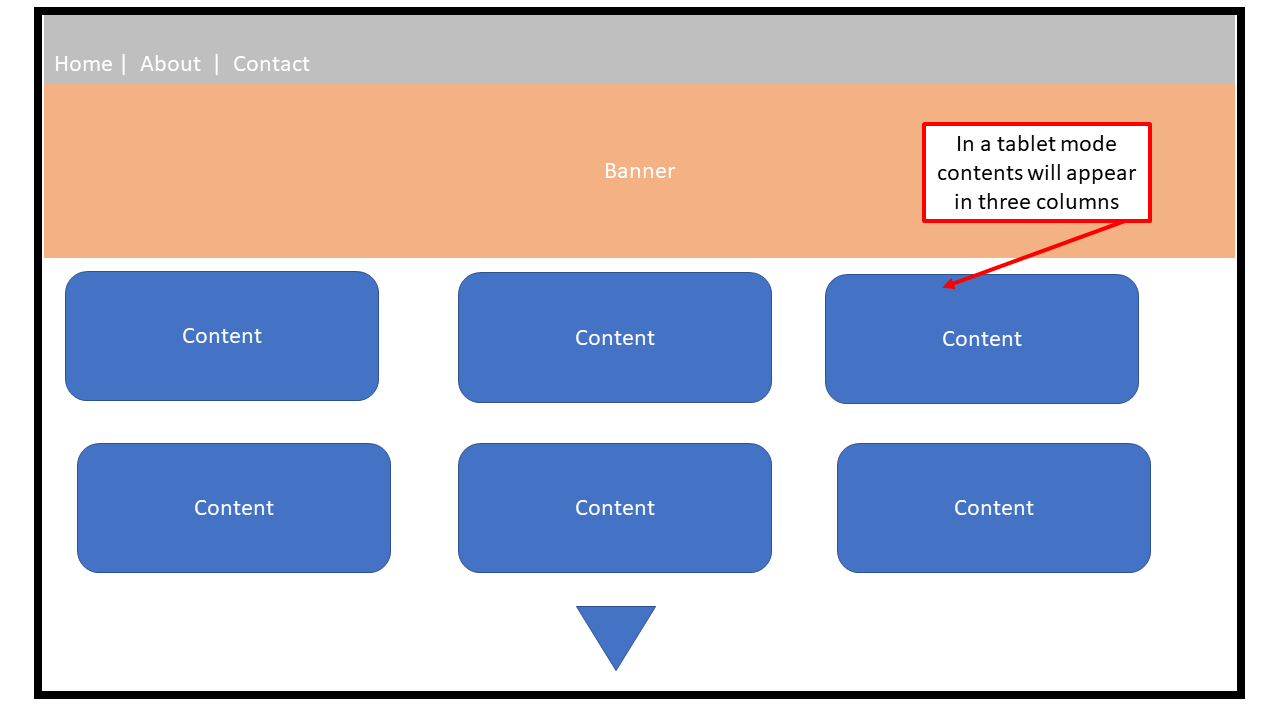 Home | About | Contact
Banner
In a tablet mode
contents will appear
in three columns
Content
Content
Content
Content
Content
Content